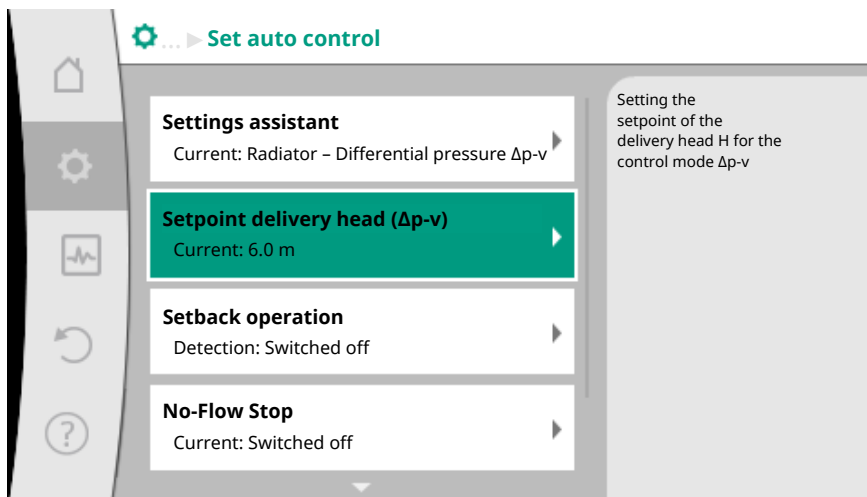 ... ▶ Set auto control
Settings assistant
Current: Radiator – Differential pressure Δp-v
Setpoint delivery head (Δp-v)
Current: 6.0 m
Setback operation
Detection: Switched off
No-Flow Stop
Current: Switched off
Setting the
setpoint of the
delivery head H for the
control mode Δp-v